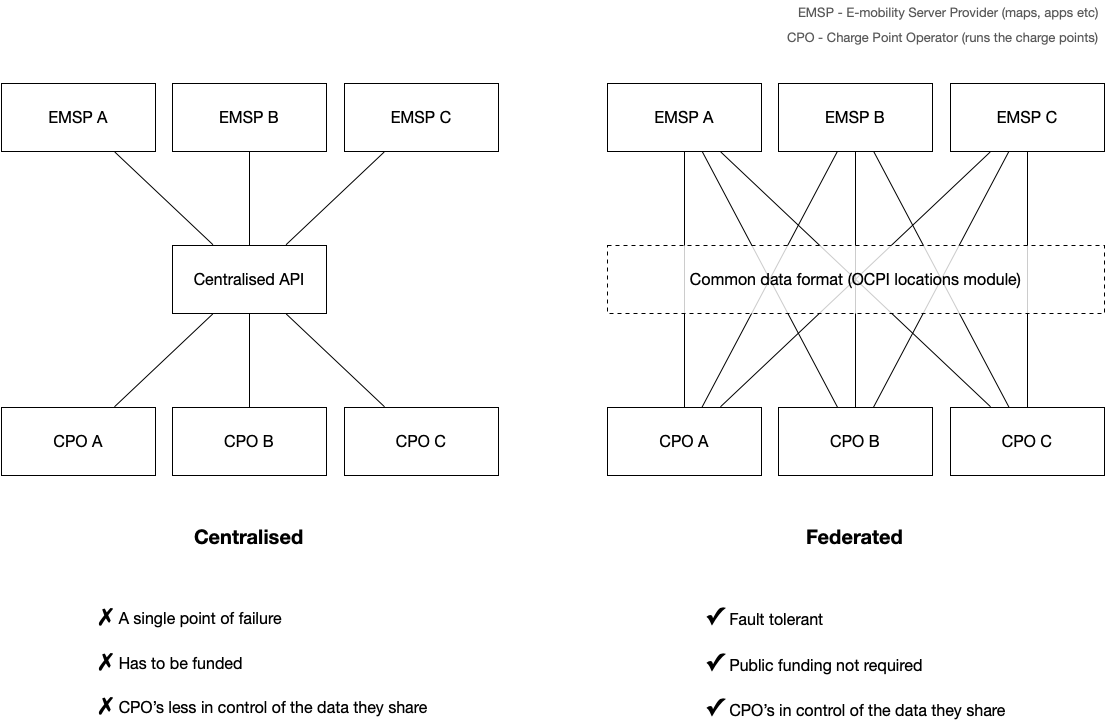 EMSP - E-mobility Server Provider (maps, apps etc)
CPO - Charge Point Operator (runs the charge points)
EMSP A
EMSP B
EMSP C
Centralised API
CPO A
CPO B
CPO C
Centralised
✗ A single point of failure
✗ Has to be funded
✗ CPO’s less in control of the data they share
EMSP A
EMSP B
EMSP C
Common data format (OCPI locations module)
CPO A
CPO B
CPO C
Federated
✓ Fault tolerant
✓ Public funding not required
✓ CPO’s in control of the data they share